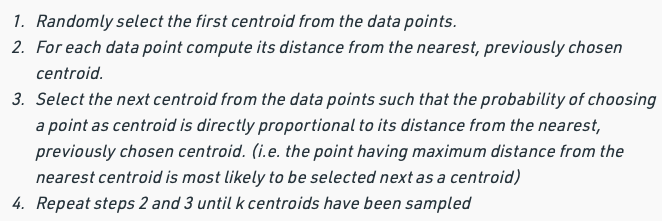 1. Randomly select the first centroid from the data points.
2. For each data point compute its distance from the nearest, previously chosen
centroid.
3. Select the next centroid from the data points such that the probability of choosing
a point as centroid is directly proportional to its distance from the nearest,
previously chosen centroid. (i.e. the point having maximum distance from the
nearest centroid is most likely to be selected next as a centroid)
4. Repeat steps 2 and 3 until k centroids have been sampled